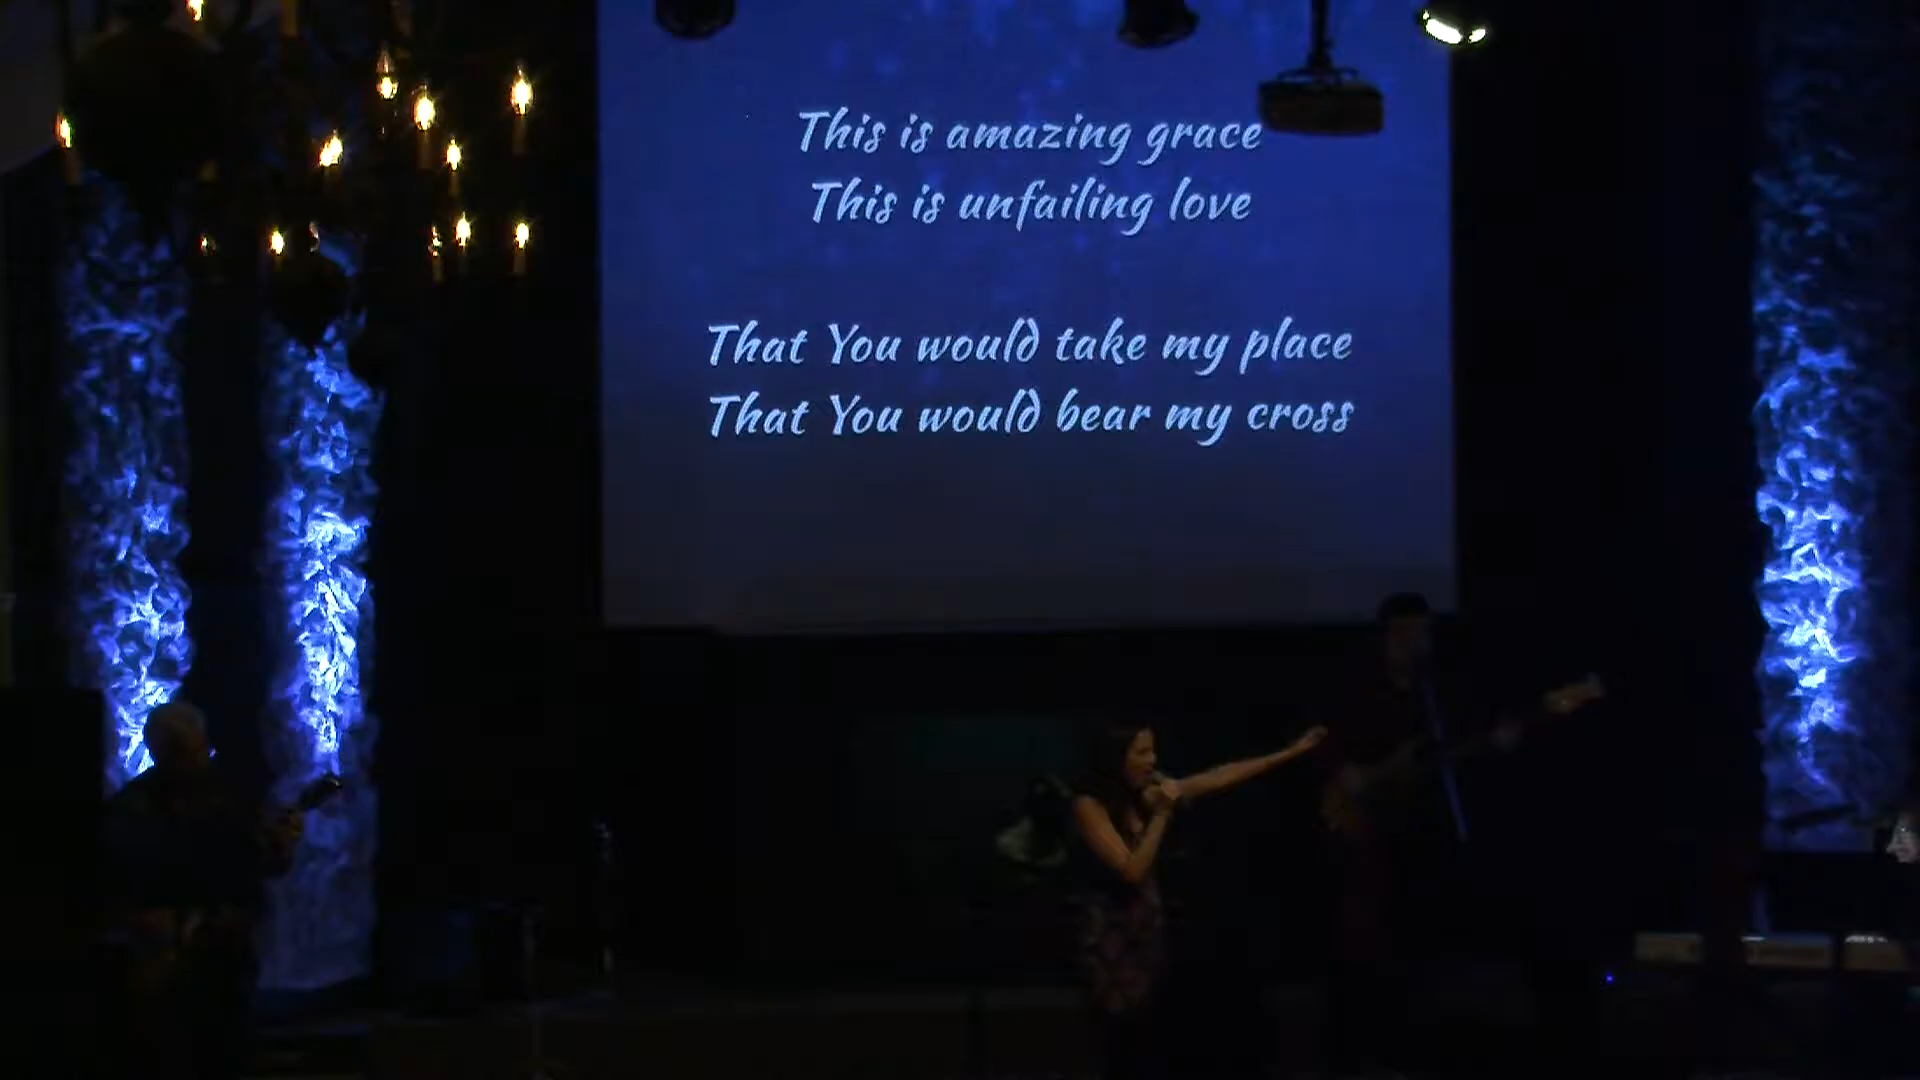 This is amazing grace
This is unfailing love
That You would take my place
That You would bear my cross